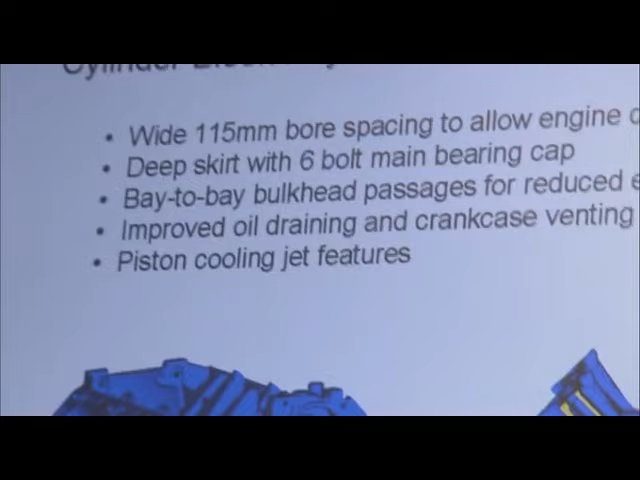 • Wide 115mm bore spacing to allow engine
• Deep skirt with 6 bolt main bearing cap
• Bay-to-bay bulkhead passages for reduced
• Improved oil draining and crankcase venting
• Piston cooling jet features